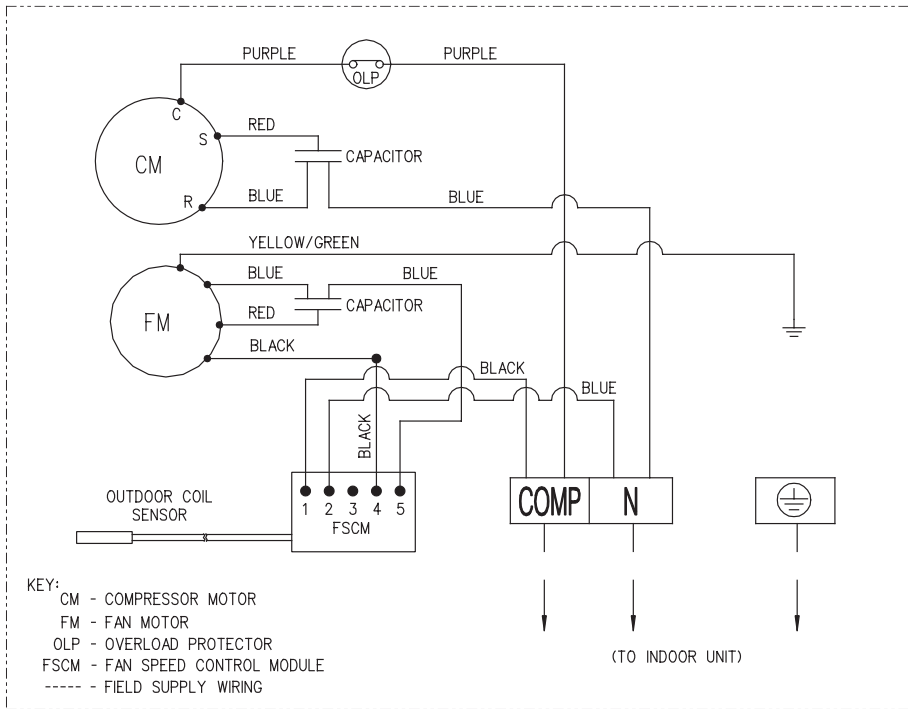 PURPLE
PURPLE
OLP
C
RED
S
CM
CAPACITOR
R
BLUE
BLUE
YELLOW/GREEN
BLUE
BLUE
CAPACITOR
RED
FM
BLACK
BLACK
BLUE
BLACK
OUTDOOR COIL
SENSOR
1 2 3 4 5
FSCM
COMP
N
KEY:
CM - COMPRESSOR MOTOR
FM - FAN MOTOR
OLP - OVERLOAD PROTECTOR
FSCM - FAN SPEED CONTROL MODULE
----- - FIELD SUPPLY WIRING
(TO INDOOR UNIT)